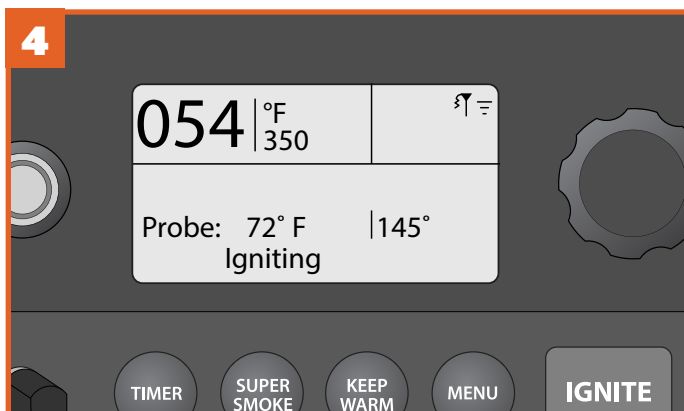 4
054 °F
350
Probe: 72° F 145°
Igniting
TIMER
SUPER
SMOKE
KEEP
WARM
MENU
IGNITE